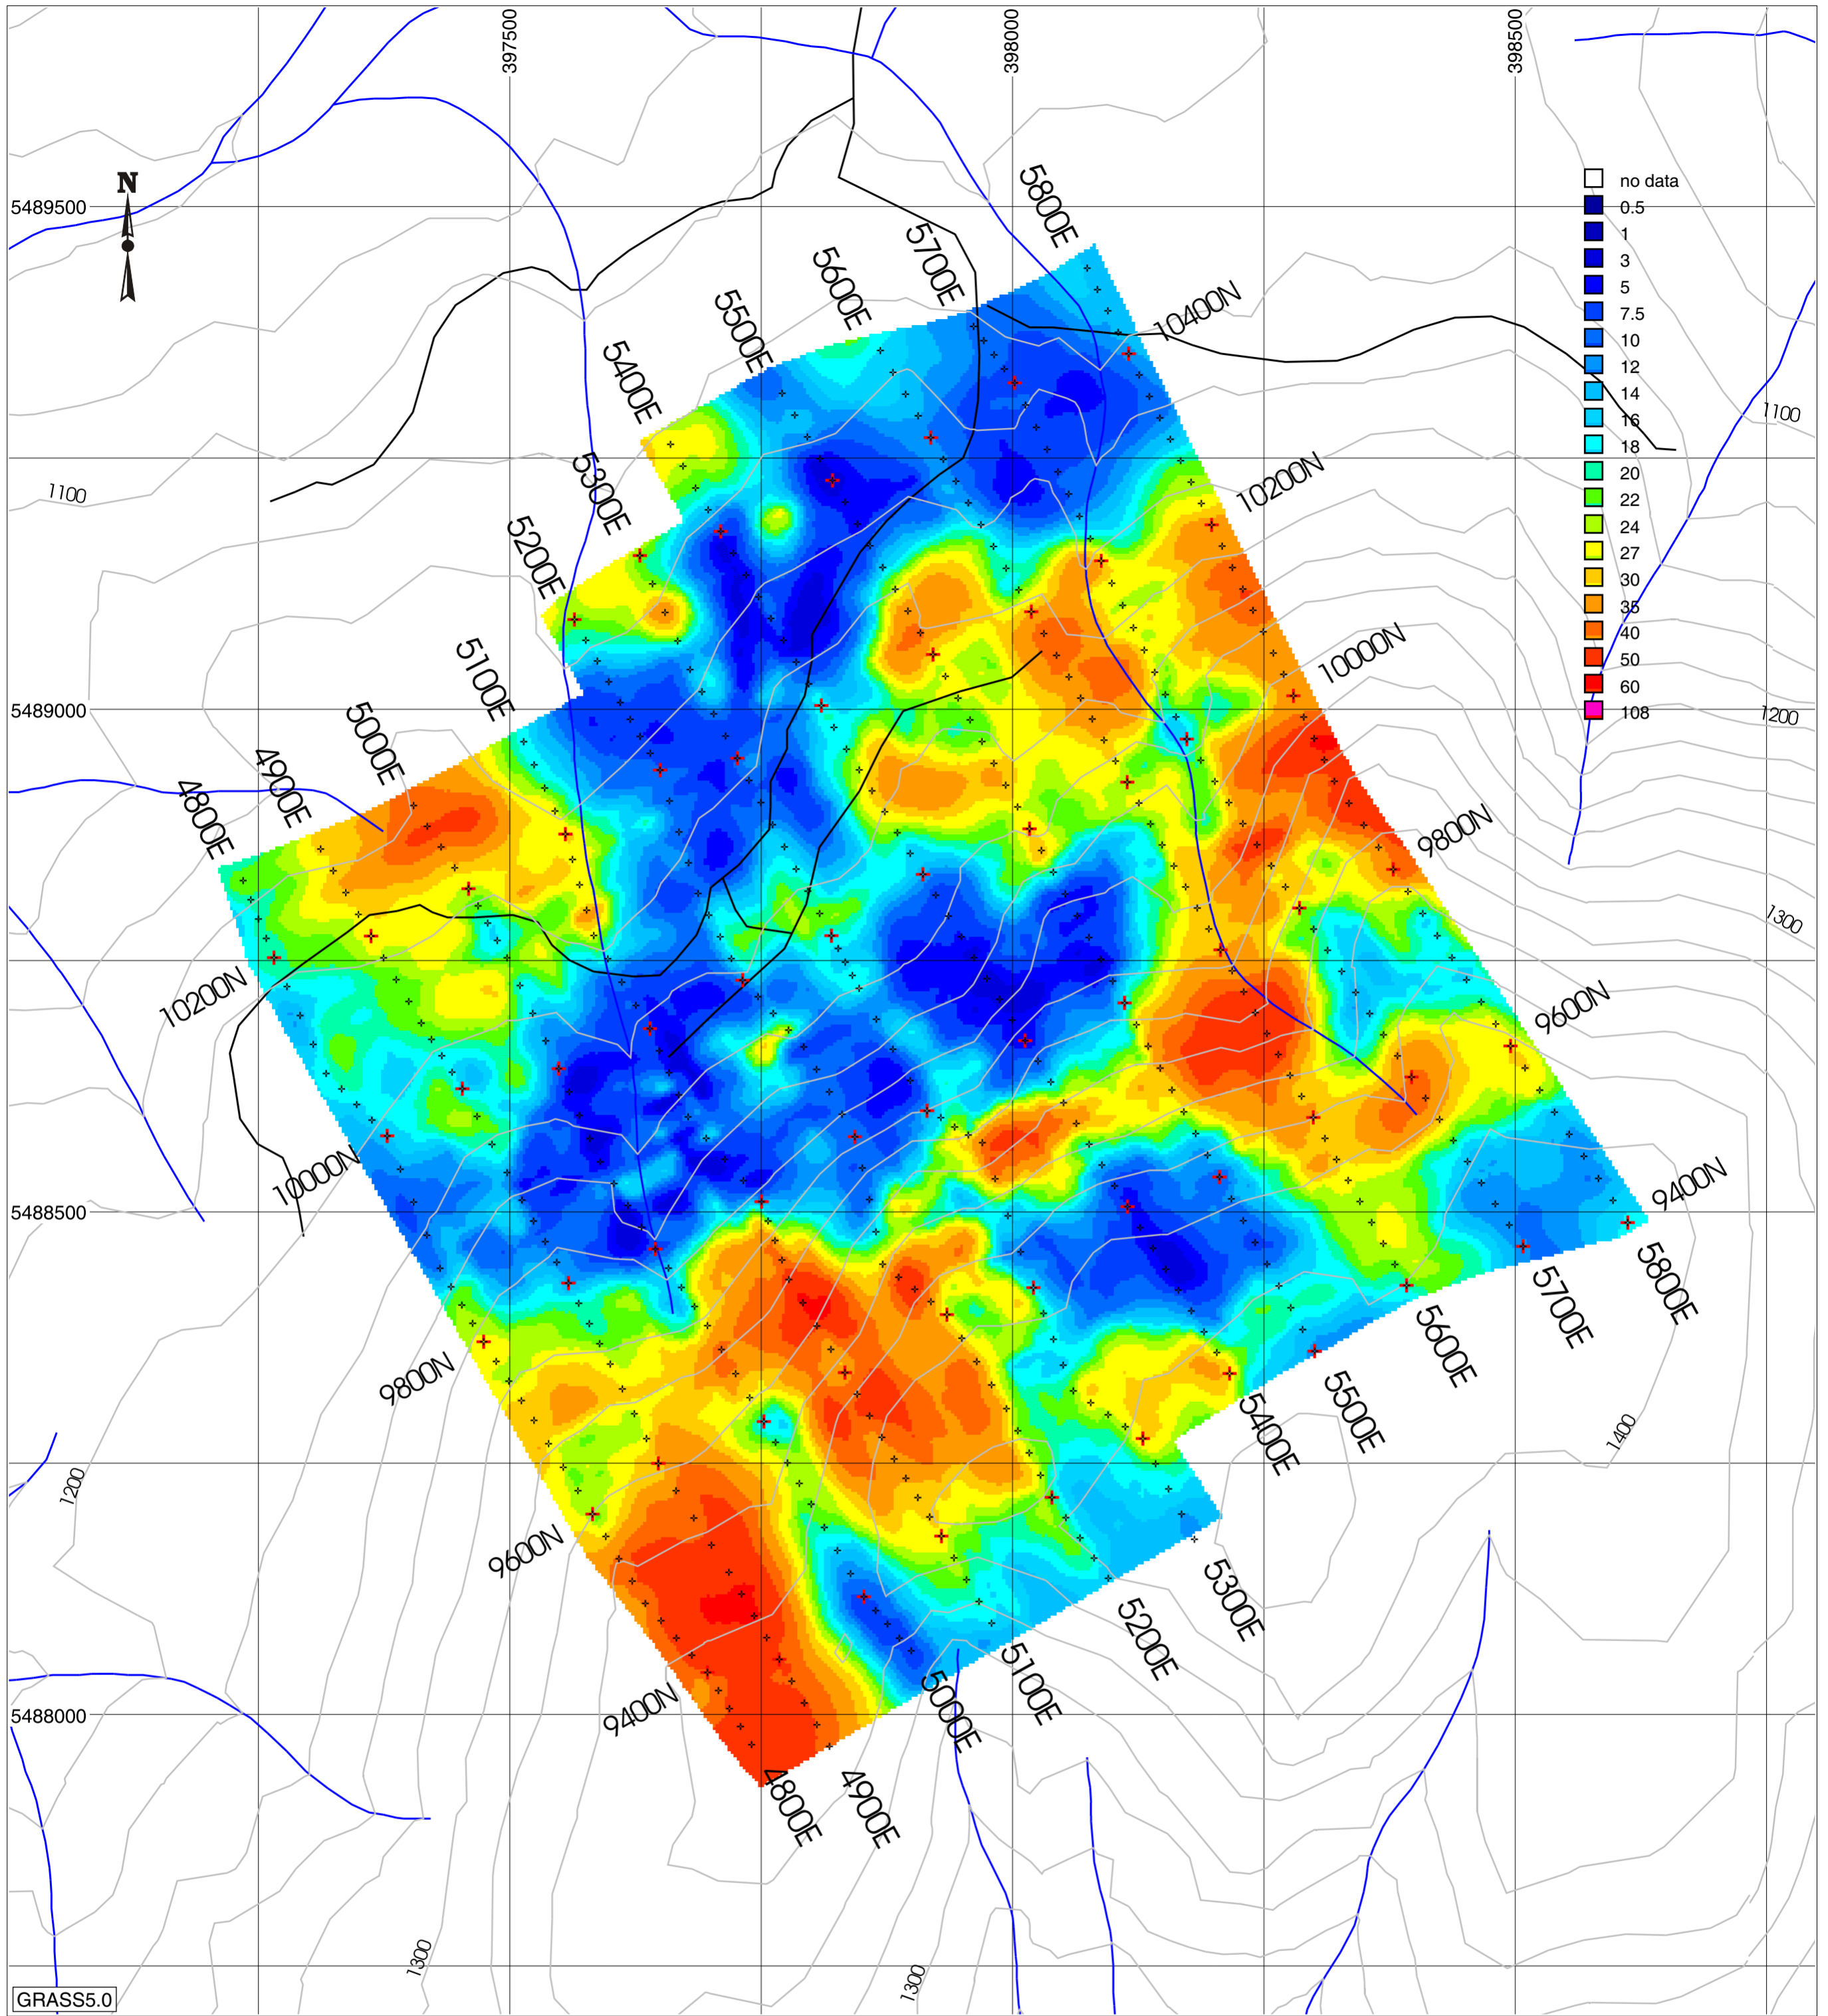 397500
398000
398500
N
5489500
5489000
5488500
5488000
no data
0.5
1
3
5
7.5
10
12
14
16
18
20
22
24
27
30
35
40
50
60
108
5800E
5700E
5600E
5500E
5400E
5300E
5200E
5100E
5000E
4900E
4800E
10400N
10200N
10000N
9800N
9600N
9400N
10200N
10000N
9800N
9600N
9400N
5800E
5700E
5600E
5500E
5400E
5300E
5200E
5100E
5000E
4900E
4800E
1100
1100
1200
1300
1400
1200
1300
1300
GRASS5.0